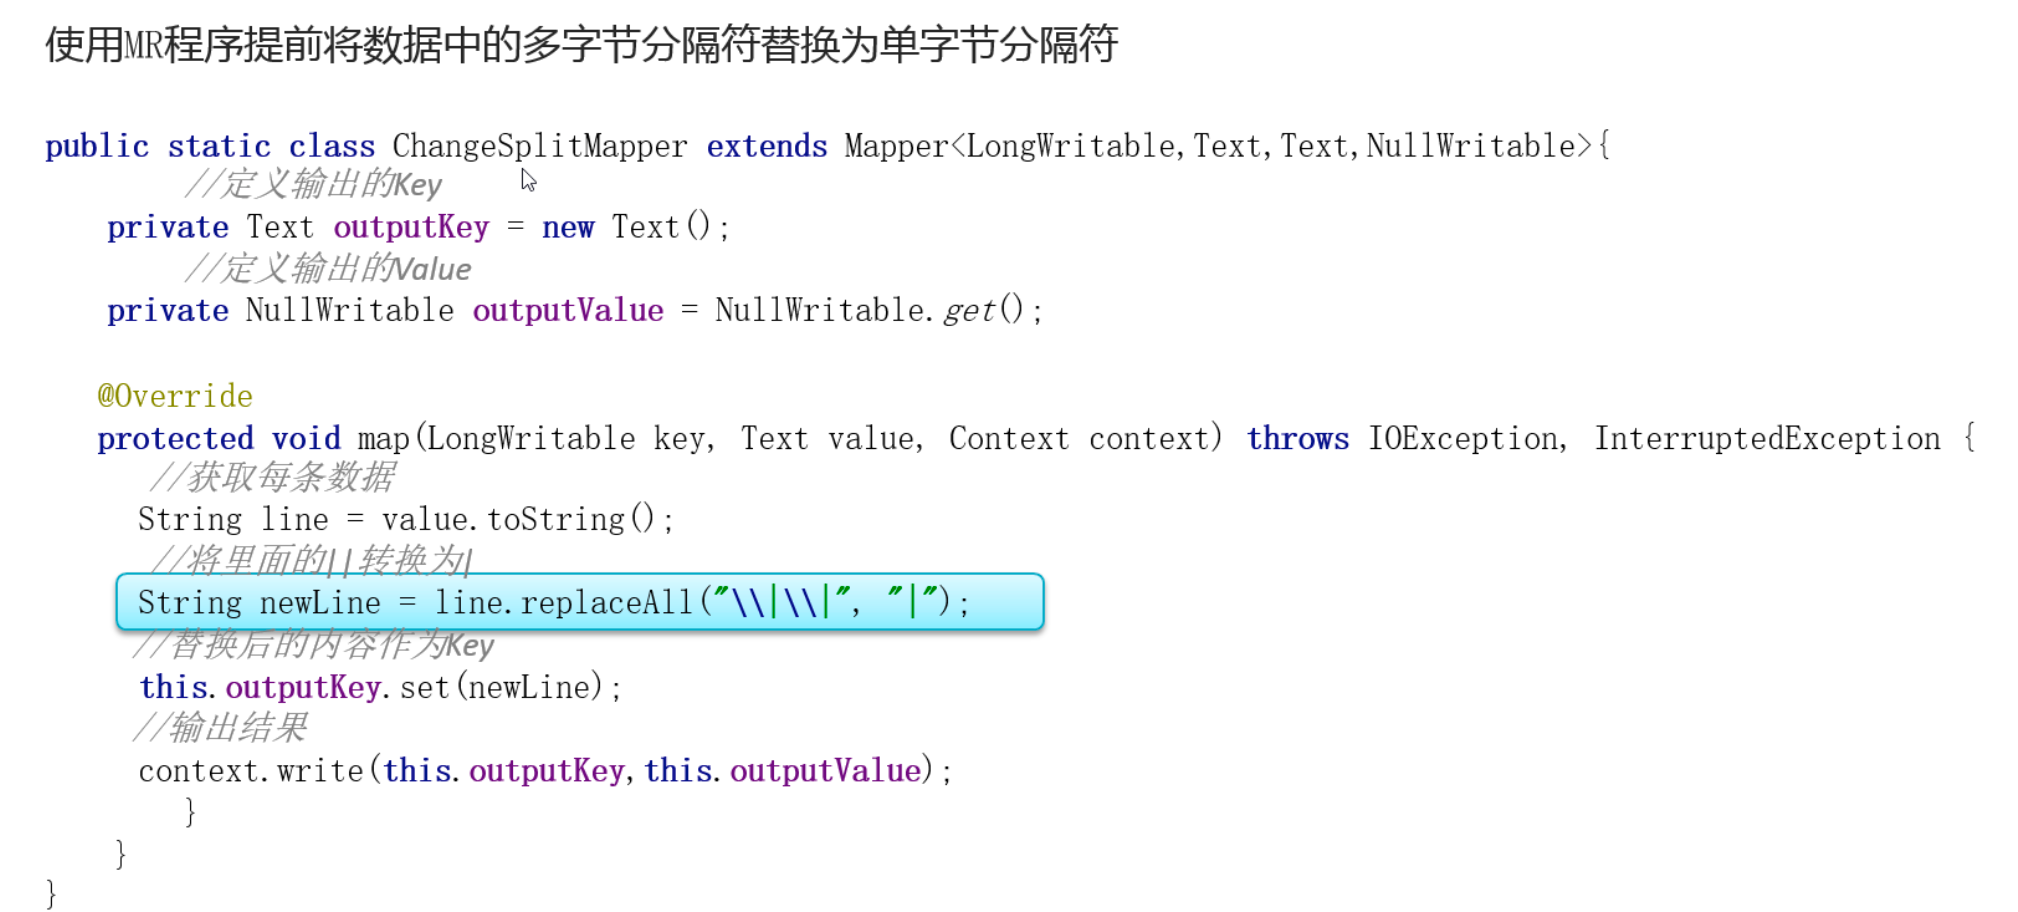 使用MR程序提前将数据中的多字节分隔符替换为单字节分隔符
public static class ChangeSplitMapper extends Mapper<LongWritable,Text,Text,NullWritable>{
//定义输出的Key
private Text outputKey = new Text();
//定义输出的Value
private NullWritable outputValue = NullWritable.get();
@Override
protected void map(LongWritable key, Text value, Context context) throws IOException, InterruptedException {
//获取每条数据
String line = value.toString();
//将里面的||转换为|
String newLine = line.replaceAll("\\|\\|", "|");
//替换后的内容作为Key
this.outputKey.set(newLine);
//输出结果
context.write(this.outputKey,this.outputValue);
}
}
}